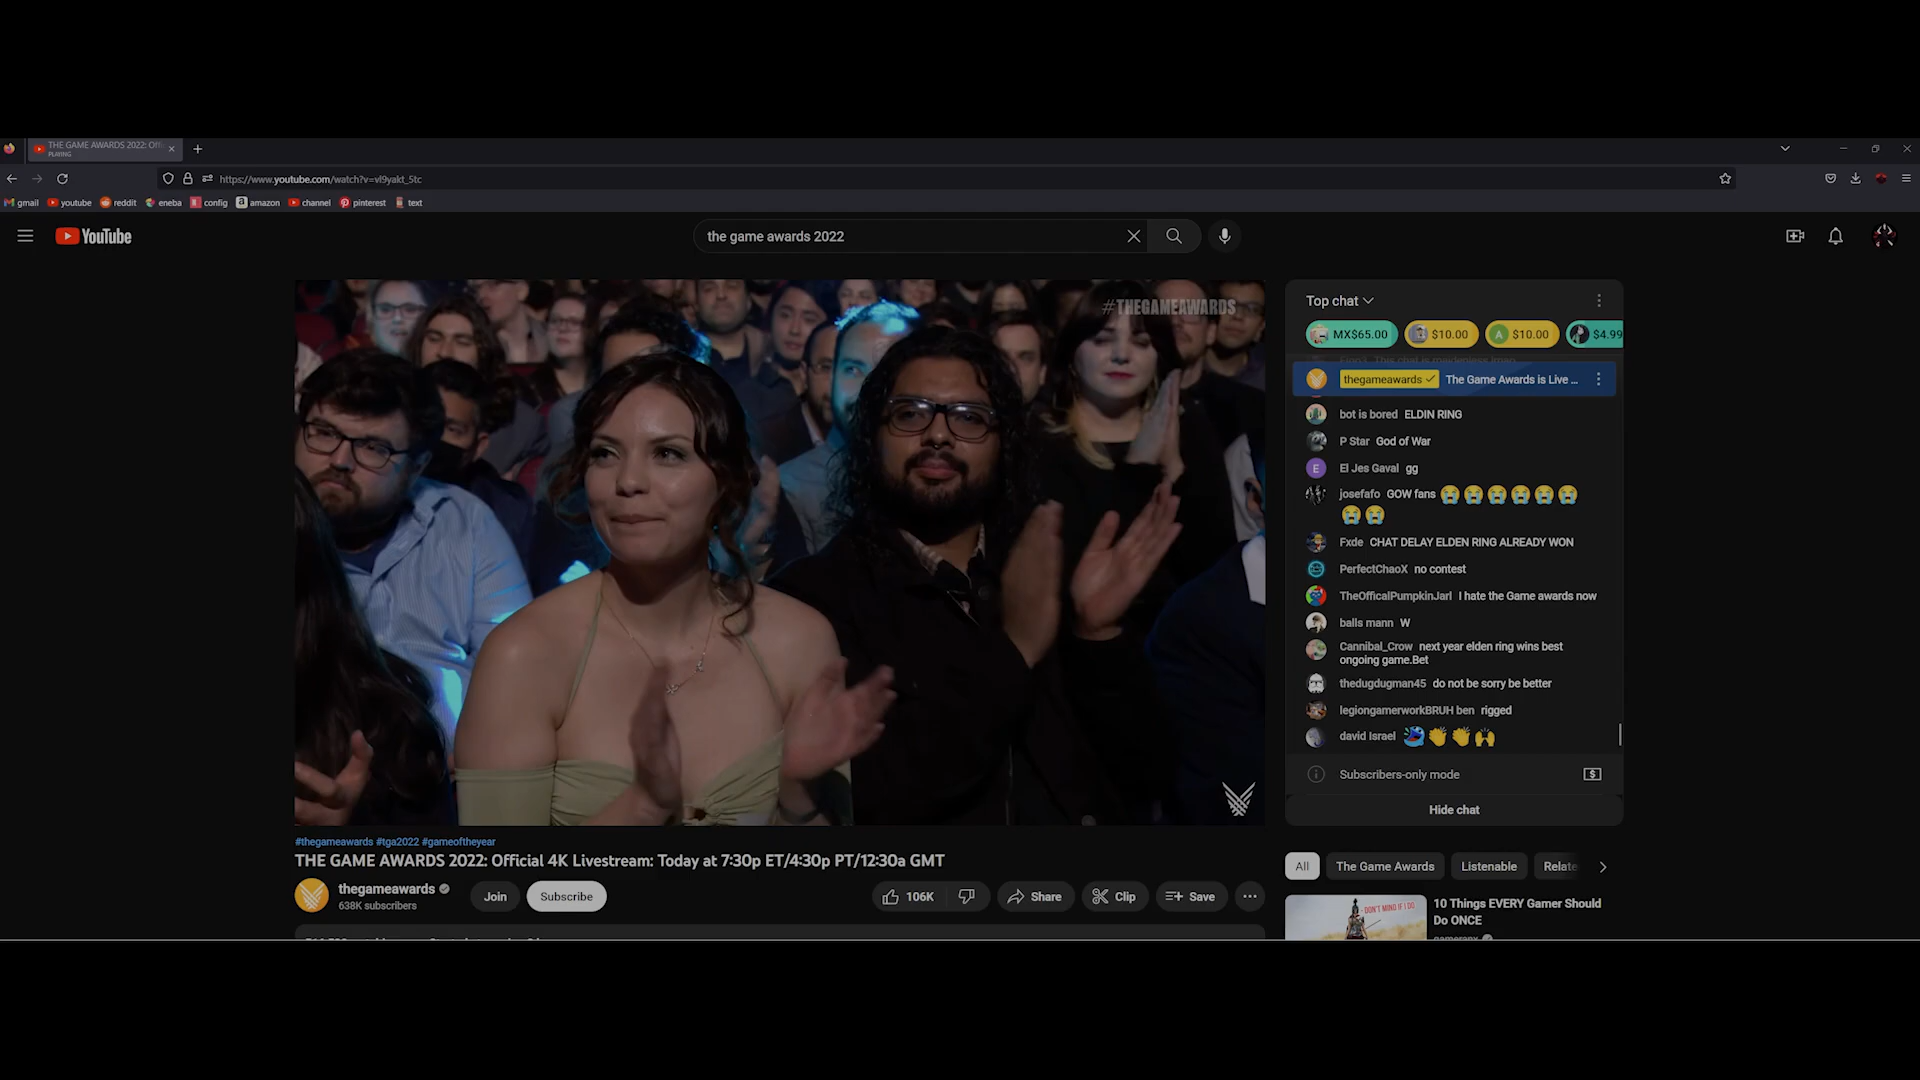 THE GAME AWARDS 2022: Offi
PLAYING
https://www.youtube.com/watch?v=vl9yakt_5tc
gmail youtube reddit eneba config amazon channel pinterest text
YouTube
the game awards 2022
#THEGAMEAWARDS
Top chat
MX$65.00 $10.00 A $10.00 $4.99
thegameawards The Game Awards is Live ...
bot is bored ELDIN RING
P Star God of War
E El Jes Gaval gg
josefafo GOW fans 😭😭😭😭😭😭
😭😭
Fxde CHAT DELAY ELDEN RING ALREADY WON
PerfectChaoX no contest
TheOfficalPumpkinJarl I hate the Game awards now
balls mann W
Cannibal_Crow next year elden ring wins best
ongoing game.Bet
thedugdugman45 do not be sorry be better
legiongamerworkBRUH ben rigged
david Israel
Subscribers-only mode
Hide chat
#thegameawards #tga2022 #gameoftheyear
THE GAME AWARDS 2022: Official 4K Livestream: Today at 7:30p ET/4:30p PT/12:30a GMT
thegameawards
638K subscribers
Join
Subscribe
106K
Share
Clip
Save
All The Game Awards Listenable Relate
DON'T MIND IF I DO
10 Things EVERY Gamer Should
Do ONCE
gameranx